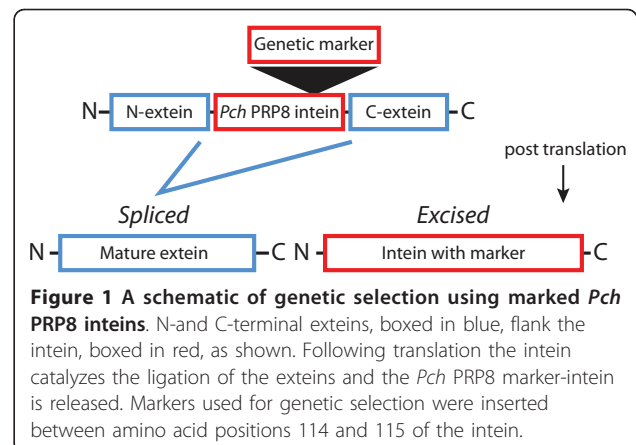 Genetic marker
N N-extein Pch PRP8 intein C-extein C
post translation
Spliced Excised
N Mature extein C N Intein with marker C
Figure 1 A schematic of genetic selection using marked Pch
PRP8 inteins. N-and C-terminal exteins, boxed in blue, flank the
intein, boxed in red, as shown. Following translation the intein
catalyzes the ligation of the exteins and the Pch PRP8 marker-intein
is released. Markers used for genetic selection were inserted
between amino acid positions 114 and 115 of the intein.